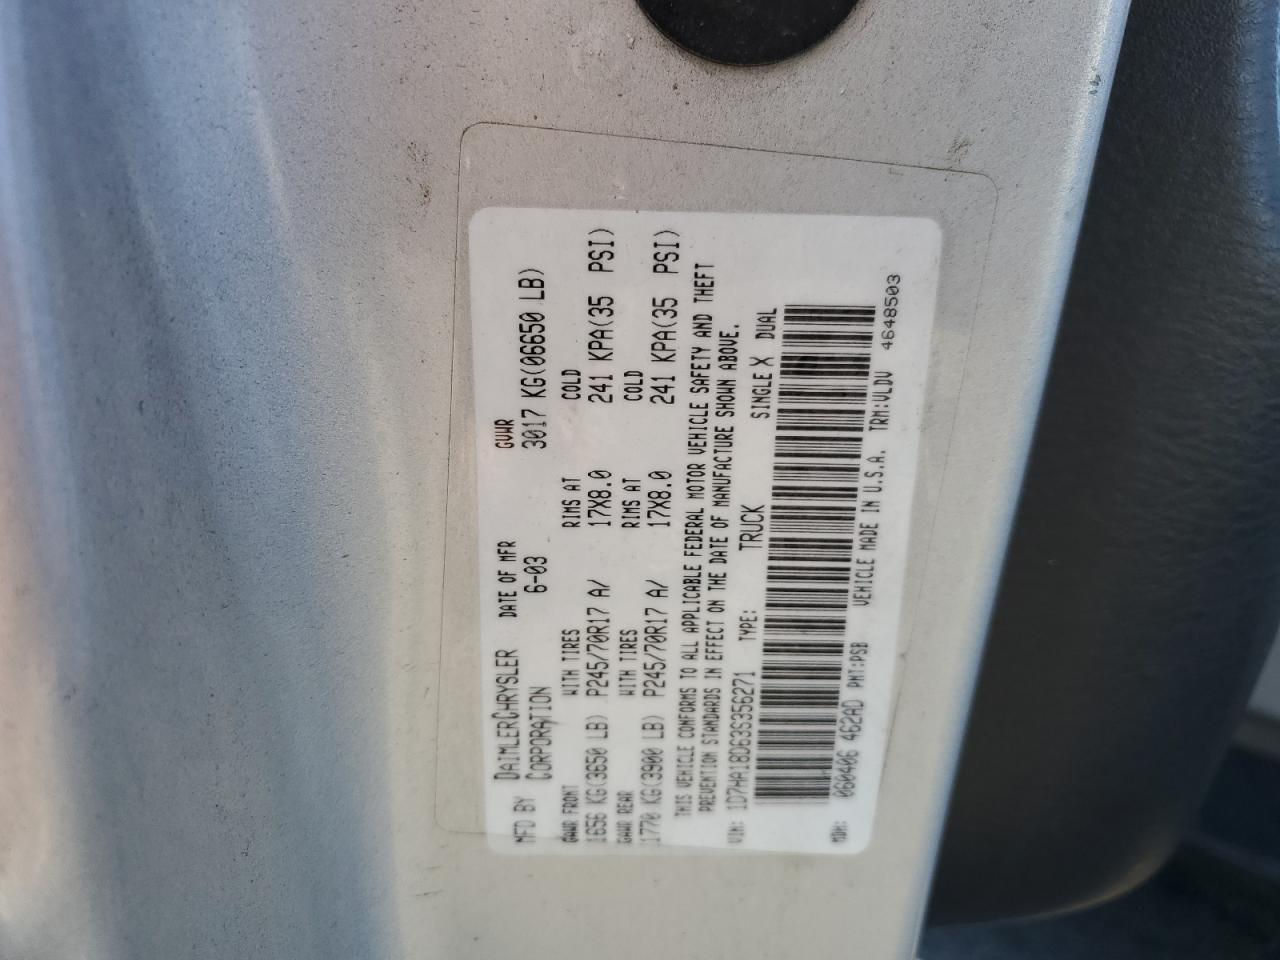 MFD BY DAIMLERCHRYSLER CORPORATION DATE OF MFR 6-03 GVWR 3017 KG(06650 LB)
GAWR FRONT WITH TIRES RIMS AT COLD
1656 KG(3650 LB) P245/70R17 A/ 17X8.0 241 KPA(35 PSI)
GAWR REAR WITH TIRES RIMS AT COLD
1770 KG(3900 LB) P245/70R17 A/ 17X8.0 241 KPA(35 PSI)
THIS VEHICLE CONFORMS TO ALL APPLICABLE FEDERAL MOTOR VEHICLE SAFETY AND THEFT
PREVENTION STANDARDS IN EFFECT ON THE DATE OF MANUFACTURE SHOWN ABOVE.
VIN: 1D7HA18D63S356271 TYPE: TRUCK SINGLE X DUAL
MDH: 060406 462AD PNT:PSB VEHICLE MADE IN U.S.A. TRM:VLDV 4648503